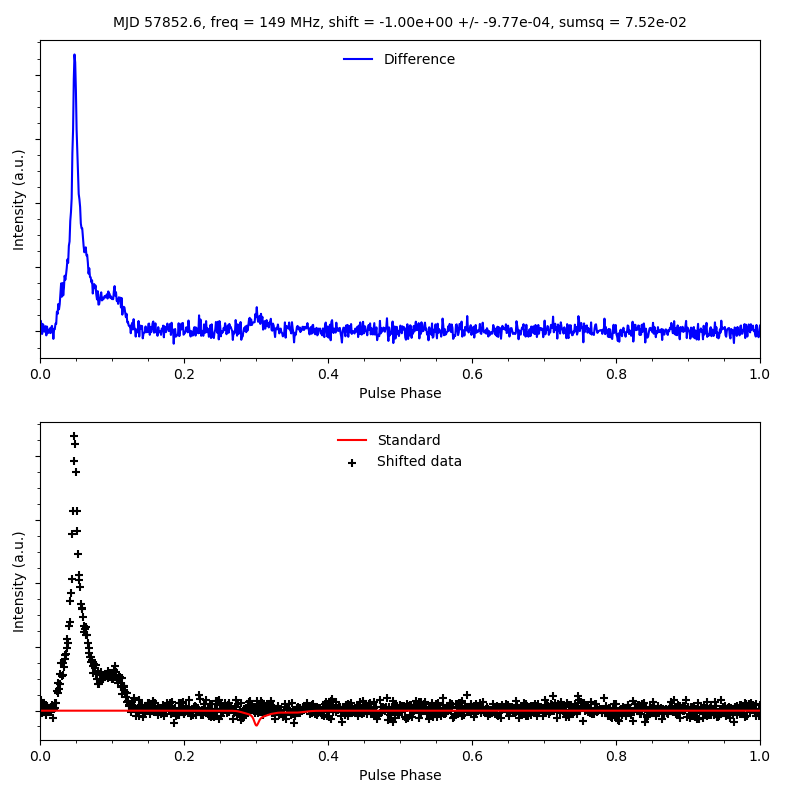 MJD 57852.6, freq = 149 MHz, shift = -1.00e+00 +/- -9.77e-04, sumsq = 7.52e-02
Difference
Intensity (a.u.)
0.0 0.2 0.4 0.6 0.8 1.0
Pulse Phase
Standard
Shifted data
Intensity (a.u.)
0.0 0.2 0.4 0.6 0.8 1.0
Pulse Phase